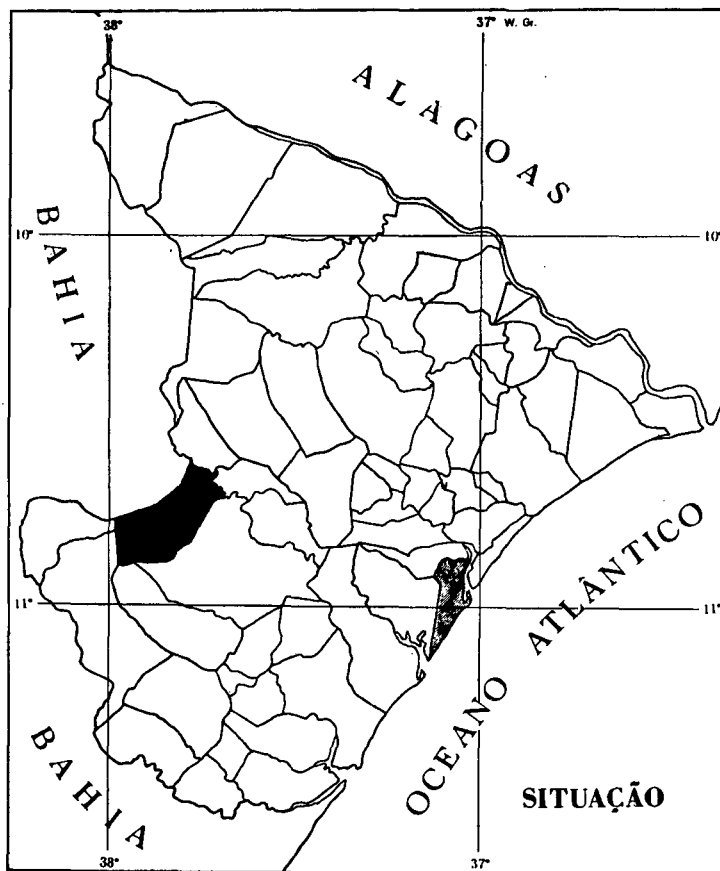 38°
37° W. Gr.
ALAGOAS
BAHIA
10°
10°
11°
11°
OCEANO ATLÂNTICO
BAHIA
SITUAÇÃO
38°
37°